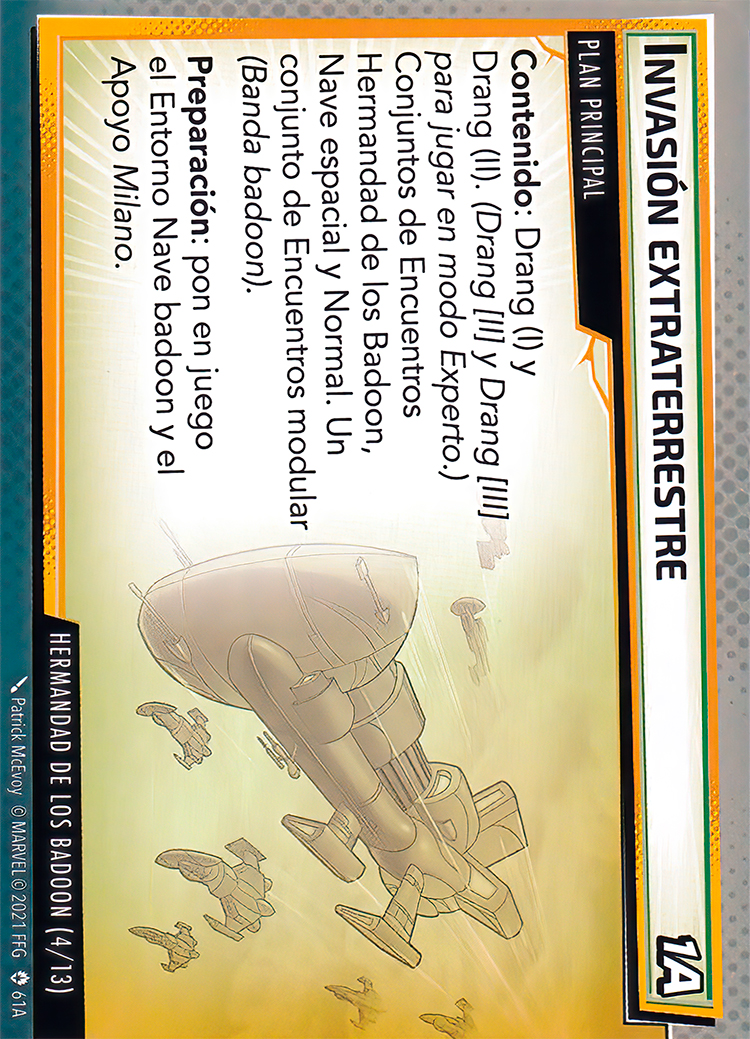 INVASIÓN EXTRATERRESTRE
1A
PLAN PRINCIPAL
Contenido: Drang (I) y
Drang (II). (Drang [II] y Drang [III]
para jugar en modo Experto.)
Conjuntos de Encuentros
Hermandad de los Badoon,
Nave espacial y Normal. Un
conjunto de Encuentros modular
(Banda badoon).
Preparación: pon en juego
el Entorno Nave badoon y el
Apoyo Milano.
HERMANDAD DE LOS BADOON (4/13)
Patrick McEvoy © MARVEL © 2021 FFG 61A